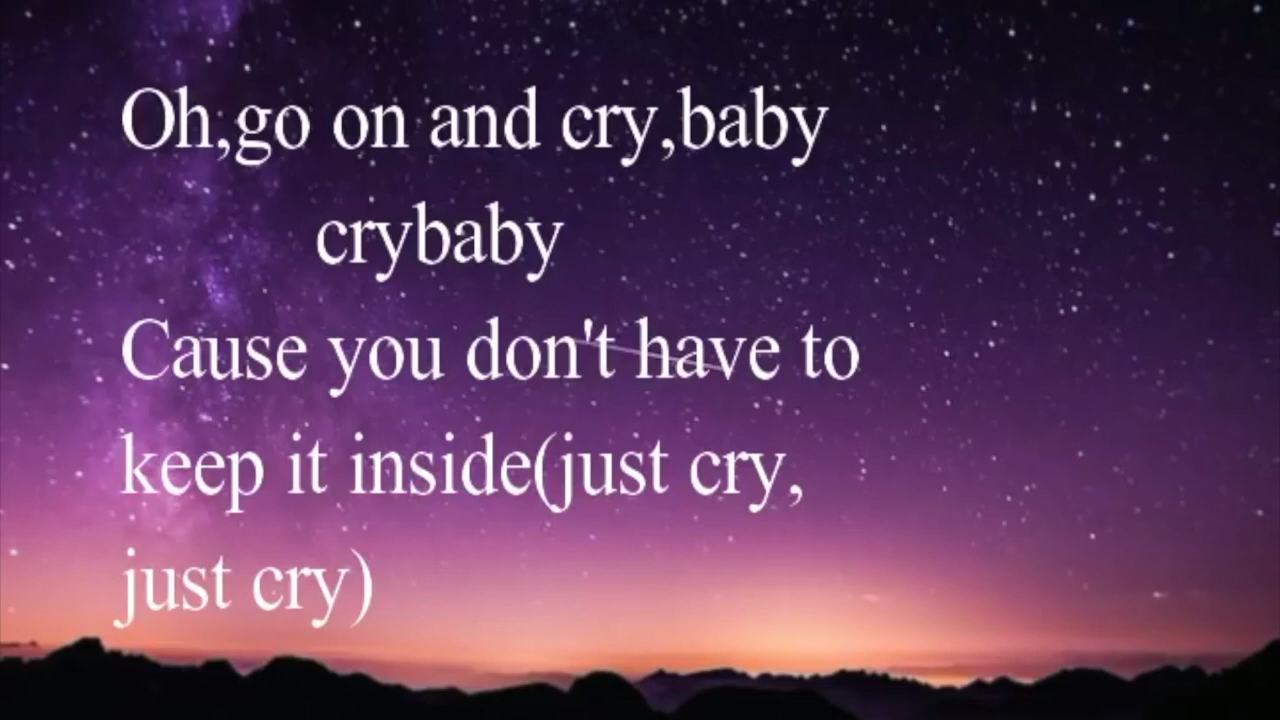 Oh,go on and cry,baby
crybaby
Cause you don't have to
keep it inside(just cry,
just cry)